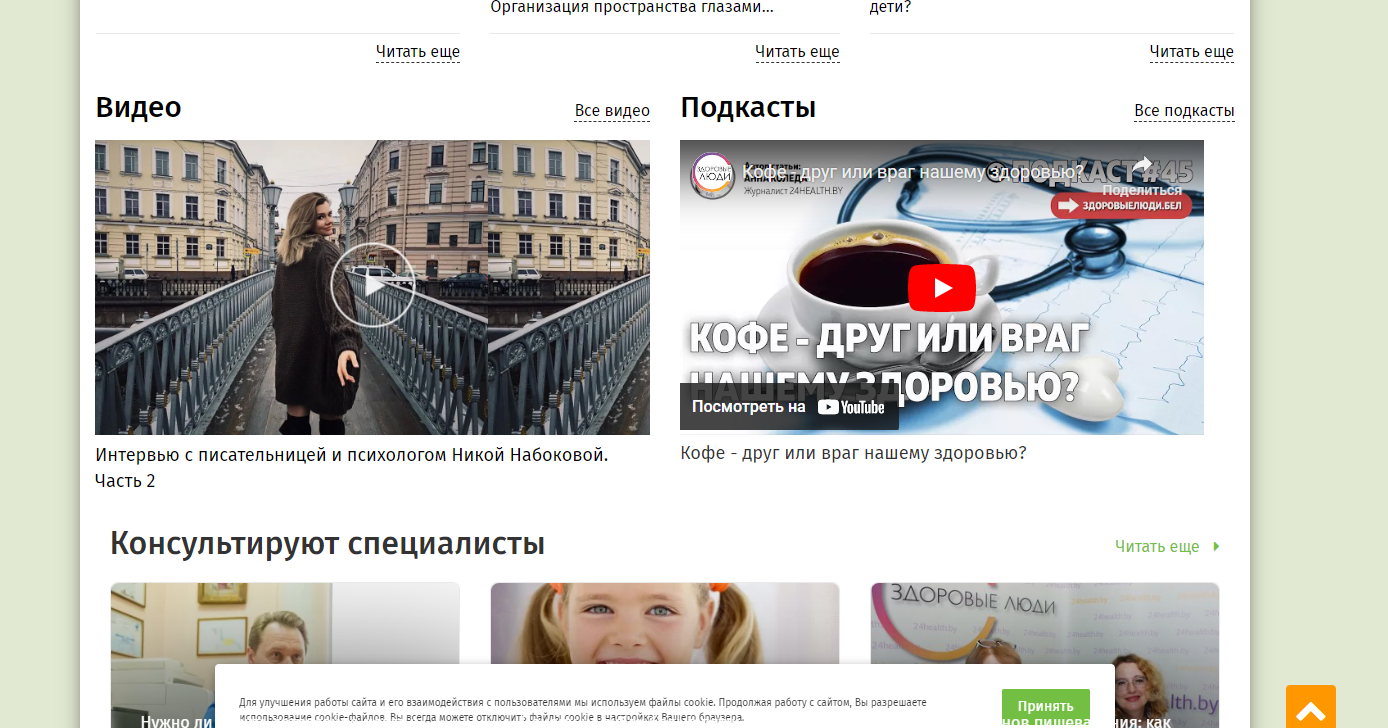 Организация пространства глазами...
дети?
Читать еще
Читать еще
Читать еще
Видео
Все видео
Подкасты
Все подкасты
ЗДОРОВЫЕ
ЛЮДИ
Автор статьи:
АННА КОЛЕДА
Журналист 24HEALTH.BY
Кофе - друг или враг нашему здоровью?
ПОДКАСТ #45
Поделиться
ЗДОРОВЫЕЛЮДИ.БЕЛ
КОФЕ - ДРУГ ИЛИ ВРАГ
НАШЕМУ ЗДОРОВЬЮ?
Посмотреть на YouTube
Интервью с писательницей и психологом Никой Набоковой.
Часть 2
Кофе - друг или враг нашему здоровью?
Консультируют специалисты
Читать еще
ЗДОРОВЫЕ ЛЮДИ
24health.by
Для улучшения работы сайта и его взаимодействия с пользователями мы используем файлы cookie. Продолжая работу с сайтом, Вы разрешаете
использование cookie-файлов. Вы всегда можете отключить файлы cookie в настройках Вашего браузера.
Принять
Нужно ли
как